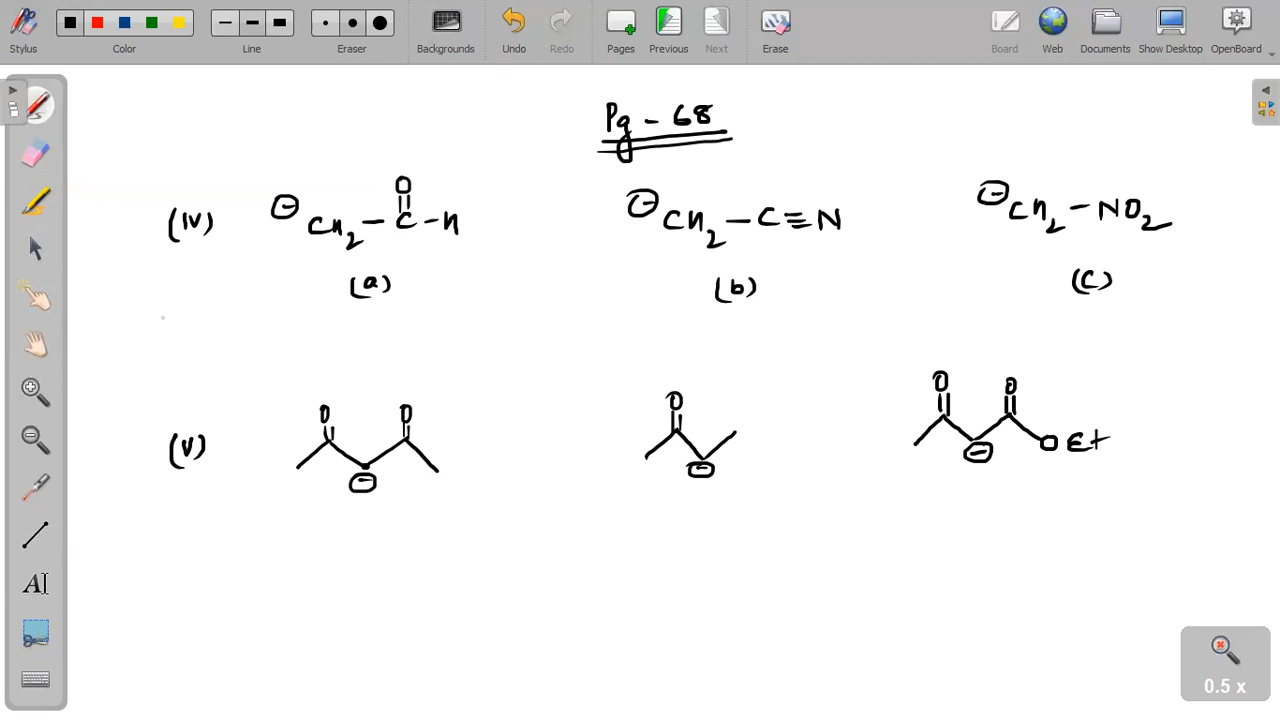 Stylus Color Line Eraser Backgrounds Undo Redo Pages Previous Next Erase Board Web Documents Show Desktop OpenBoard
Pg - 68
(IV) ⊖CH2 - C - H ⊖CH2 - C ≡ N ⊖CH2 - NO2
O
(a) (b) (c)
O O O O O
(V) ⊖ ⊖ ⊖ OEt
AI
0.5 x